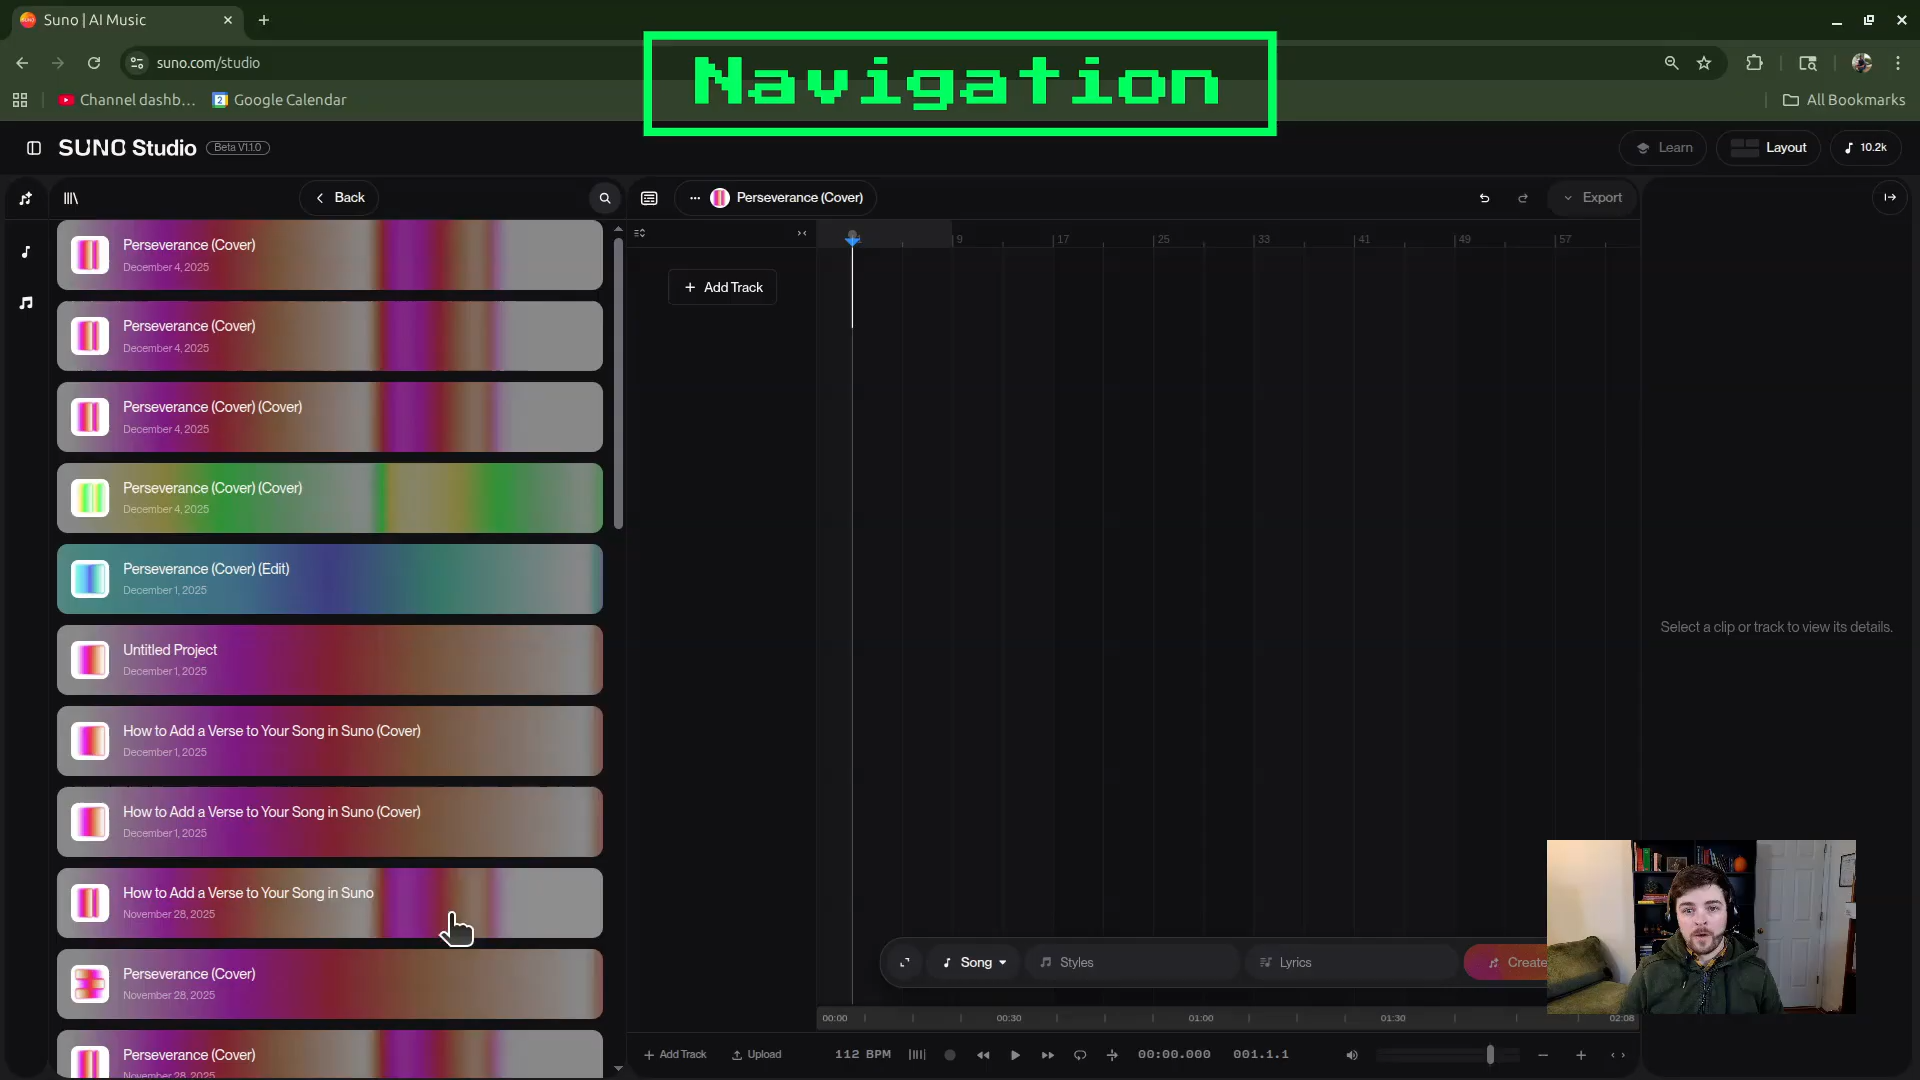 Suno | AI Music
suno.com/studio
Navigation
Channel dashb...
Google Calendar
All Bookmarks
SUNO Studio
Beta V1.1.0
Learn
Layout
10.2k
Back
Perseverance (Cover)
Export
Perseverance (Cover)
December 4, 2025
Perseverance (Cover)
December 4, 2025
Perseverance (Cover) (Cover)
December 4, 2025
Perseverance (Cover) (Cover)
December 4, 2025
Perseverance (Cover) (Edit)
December 1, 2025
Untitled Project
December 1, 2025
How to Add a Verse to Your Song in Suno (Cover)
December 1, 2025
How to Add a Verse to Your Song in Suno (Cover)
December 1, 2025
How to Add a Verse to Your Song in Suno
November 28, 2025
Perseverance (Cover)
November 28, 2025
Perseverance (Cover)
November 28, 2025
9 17 25 33 41 49 57
+ Add Track
Select a clip or track to view its details.
Song
Styles
Lyrics
Create
00:00 00:30 01:00 01:30 02:08
+ Add Track
Upload
112 BPM
00:00.000
001.1.1